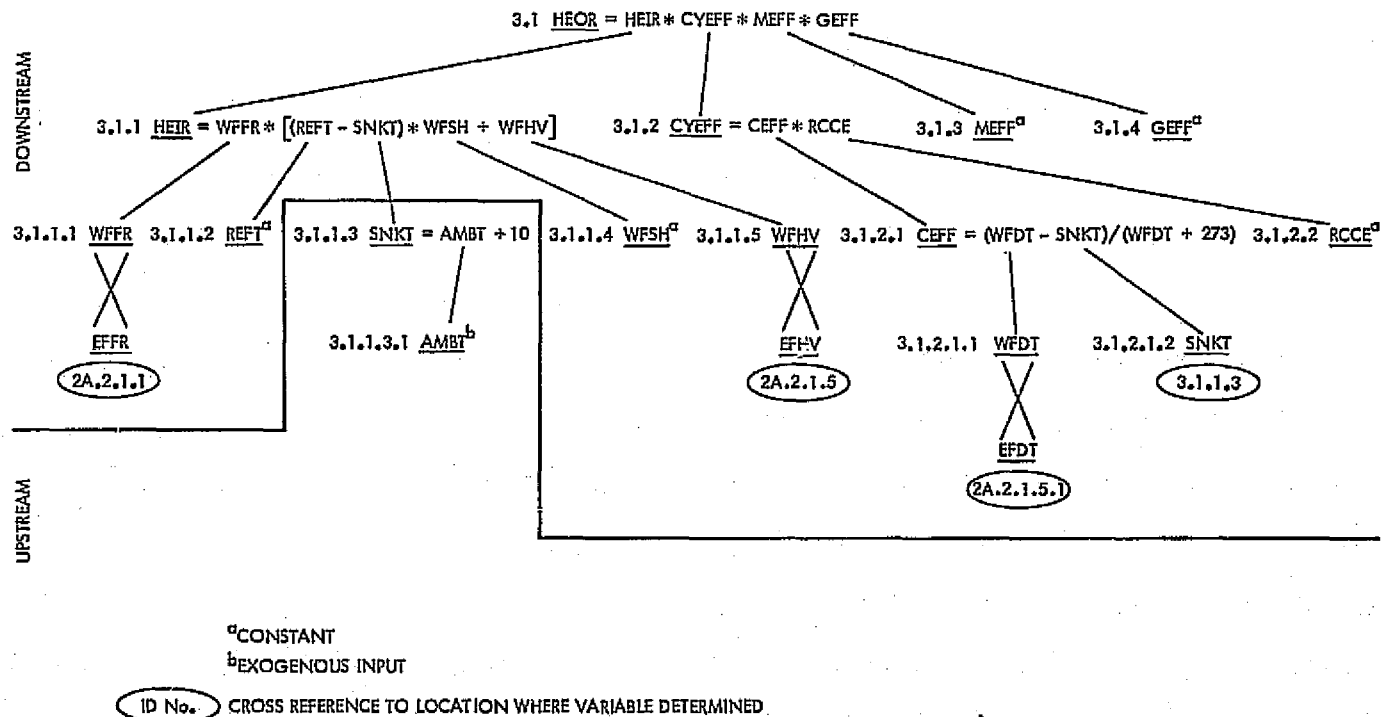 3.1 HEOR = HEIR * CYEFF * MEFF * GEFF
DOWNSTREAM
3.1.1 HEIR = WFFR * [(REFT - SNKT) * WFSH + WFHV]
3.1.2 CYEFF = CEFF * RCCE
3.1.3 MEFFᵃ
3.1.4 GEFFᵃ
3.1.1.1 WFFR
3.1.1.2 REFTᵃ
3.1.1.3 SNKT = AMBT +10
3.1.1.4 WFSHᵃ
3.1.1.5 WFHV
3.1.2.1 CEFF = (WFDT - SNKT)/(WFDT + 273)
3.1.2.2 RCCEᵃ
EFFR
2A.2.1.1
3.1.1.3.1 AMBTᵇ
EFHV
2A.2.1.5
3.1.2.1.1 WFDT
3.1.2.1.2 SNKT
3.1.1.3
EFDT
2A.2.1.5.1
UPSTREAM
ᵃCONSTANT
ᵇEXOGENOUS INPUT
ID No. CROSS REFERENCE TO LOCATION WHERE VARIABLE DETERMINED